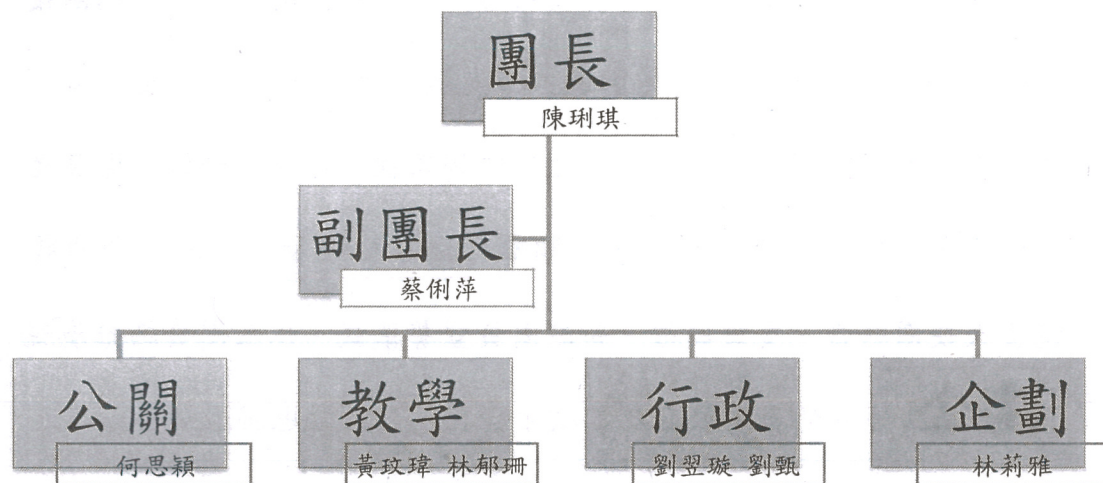 團長
陳琍琪
副團長
蔡俐萍
公關
教學
行政
企劃
何思穎
黃玟瑋 林郁珊
劉翌璇 劉甄
林莉雅